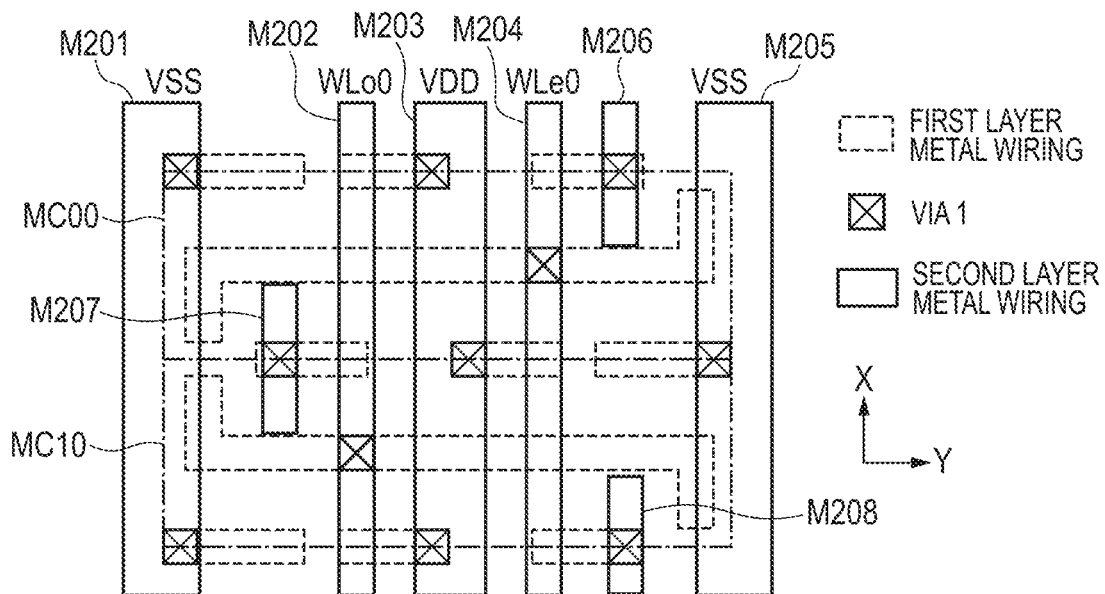 M201
M202
M203
M204
M206
M205
VSS
WLo0
VDD
WLe0
VSS
FIRST LAYER
METAL WIRING
MC00
VIA 1
M207
SECOND LAYER
METAL WIRING
X
Y
MC10
M208